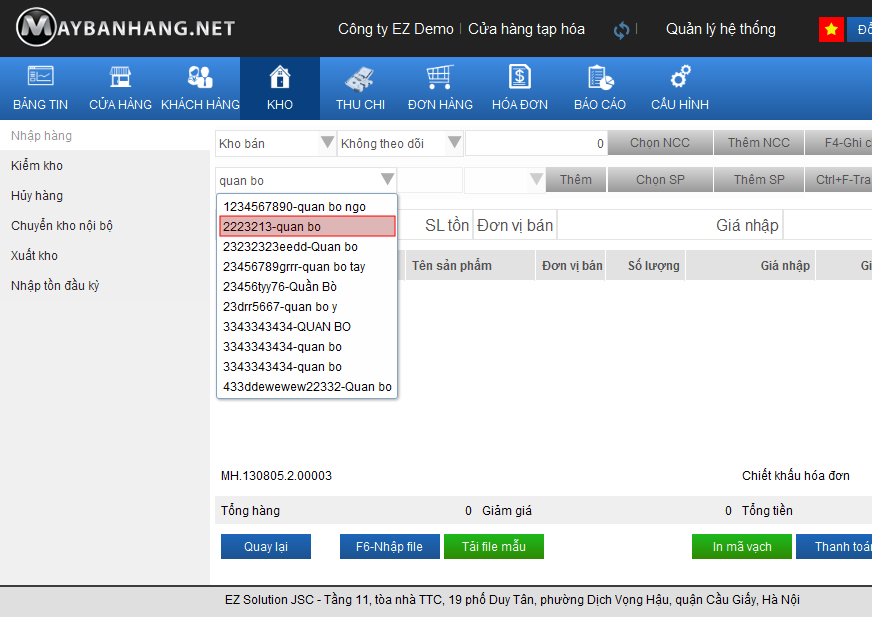 MAYBANHANG.NET
Công ty EZ Demo | Cửa hàng tạp hóa | Quản lý hệ thống
BẢNG TIN CỬA HÀNG KHÁCH HÀNG KHO THU CHI ĐƠN HÀNG HÓA ĐƠN BÁO CÁO CẤU HÌNH
Nhập hàng
Kiểm kho
Hủy hàng
Chuyển kho nội bộ
Xuất kho
Nhập tồn đầu kỳ
Kho bán Không theo dõi 0 Chọn NCC Thêm NCC F4-Ghi c
quan bo Thêm Chọn SP Thêm SP Ctrl+F-Tra
1234567890-quan bo ngo
2223213-quan bo
23232323eedd-Quan bo
23456789grrr-quan bo tay
23456tyy76-Quần Bò
23drr5667-quan bo y
3343343434-QUAN BO
3343343434-quan bo
3343343434-quan bo
433ddewewew22332-Quan bo
SL tồn Đơn vị bán Giá nhập
Tên sản phẩm Đơn vị bán Số lượng Giá nhập Gi
MH.130805.2.00003 Chiết khấu hóa đơn
Tổng hàng 0 Giảm giá 0 Tổng tiền
Quay lại F6-Nhập file Tải file mẫu In mã vạch Thanh toá
EZ Solution JSC - Tầng 11, tòa nhà TTC, 19 phố Duy Tân, phường Dịch Vọng Hậu, quận Cầu Giấy, Hà Nội